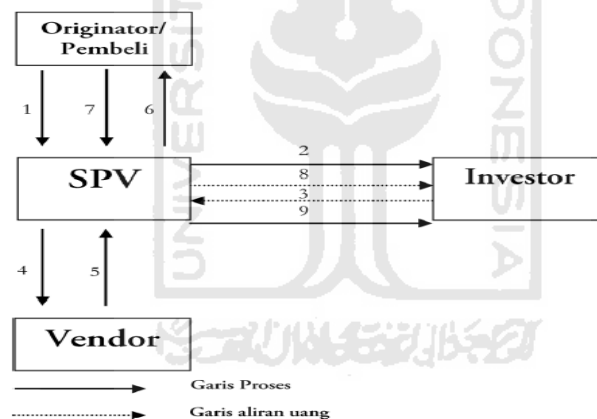 Originator/
Pembeli
1
7
6
SPV
2
8
3
9
Investor
4
5
Vendor
Garis Proses
Garis aliran uang